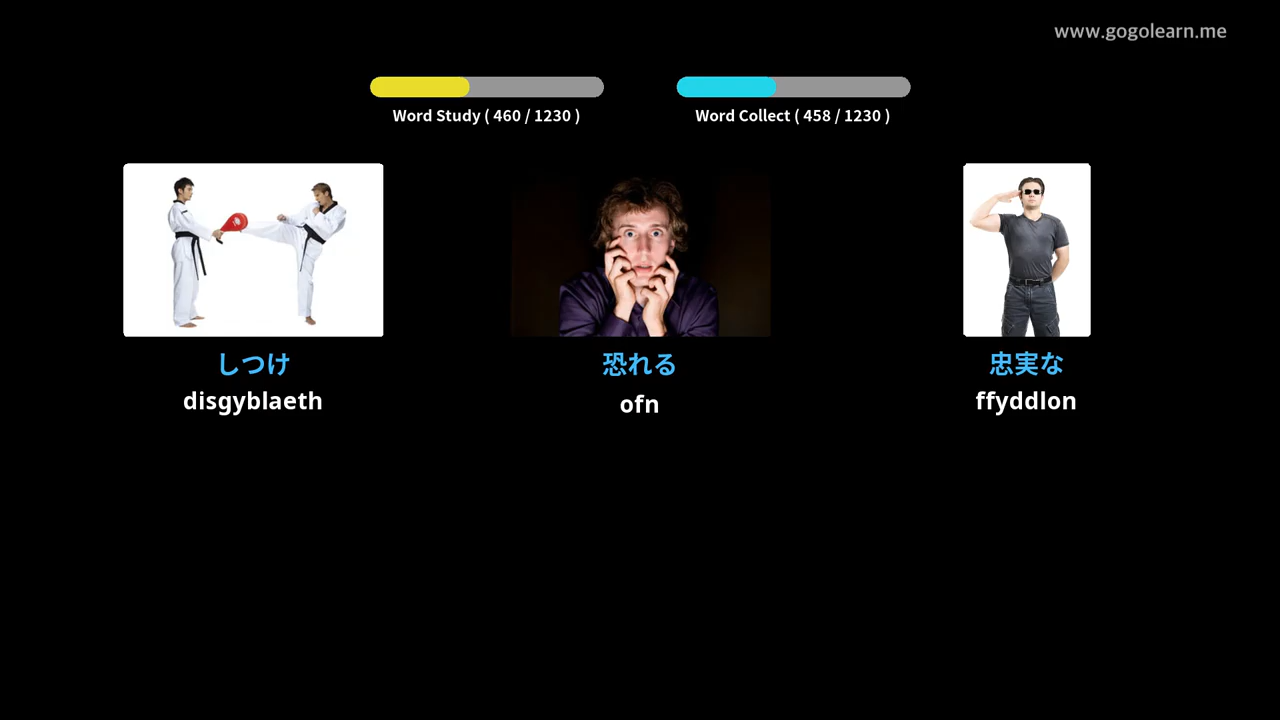 www.gogolearn.me
Word Study ( 460 / 1230 )
Word Collect ( 458 / 1230 )
しつけ
恐れる
忠実な
disgyblaeth
ofn
ffyddlon